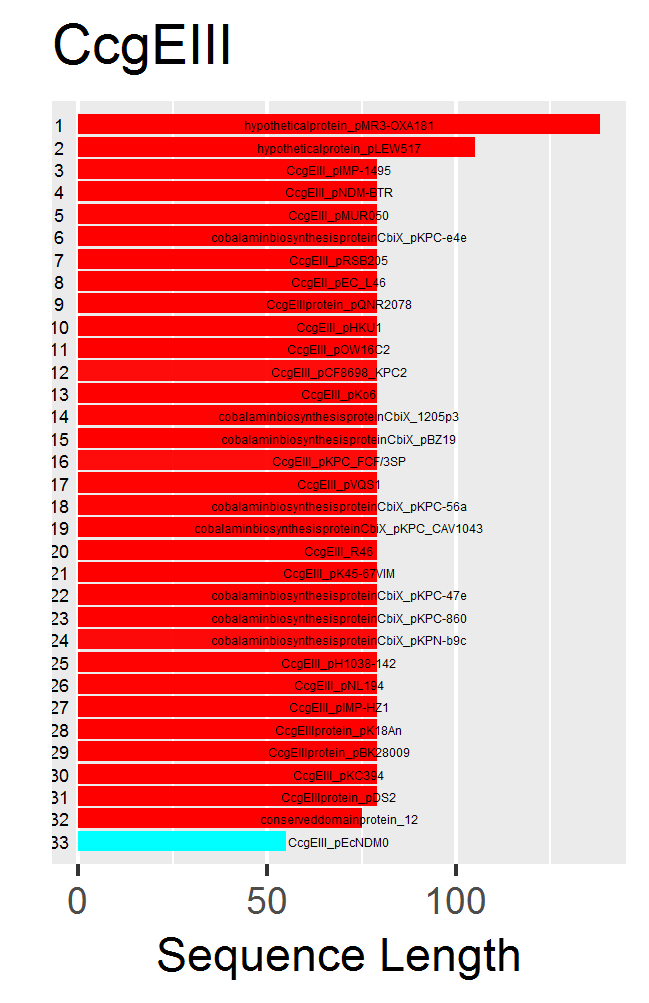 CcgEIII
1 hypotheticalprotein_pMR3-OXA181
2 hypotheticalprotein_pLEW517
3 CcgEIII_pIMP-1495
4 CcgEIII_pNDM-BTR
5 CcgEIII_pMUR050
6 cobalaminbiosynthesisproteinCbiX_pKPC-e4e
7 CcgEIII_pRSB205
8 CcgEII_pEC_L46
9 CcgEIIIprotein_pQNR2078
10 CcgEIII_pHKU1
11 CcgEIII_pOW16C2
12 CcgEIII_pCF8698_KPC2
13 CcgEIII_pKo6
14 cobalaminbiosynthesisproteinCbiX_1205p3
15 cobalaminbiosynthesisproteinCbiX_pBZ19
16 CcgEIII_pKPC_FCF/3SP
17 CcgEIII_pVQS1
18 cobalaminbiosynthesisproteinCbiX_pKPC-56a
19 cobalaminbiosynthesisproteinCbiX_pKPC_CAV1043
20 CcgEIII_R46
21 CcgEIII_pK45-67VIM
22 cobalaminbiosynthesisproteinCbiX_pKPC-47e
23 cobalaminbiosynthesisproteinCbiX_pKPC-860
24 cobalaminbiosynthesisproteinCbiX_pKPN-b9c
25 CcgEIII_pH1038-142
26 CcgEIII_pNL194
27 CcgEIII_pIMP-HZ1
28 CcgEIIIprotein_pK18An
29 CcgEIIIprotein_pBK28009
30 CcgEIII_pKC394
31 CcgEIIIprotein_pDS2
32 conserveddomainprotein_12
33 CcgEIII_pEcNDM0
0 50 100
Sequence Length